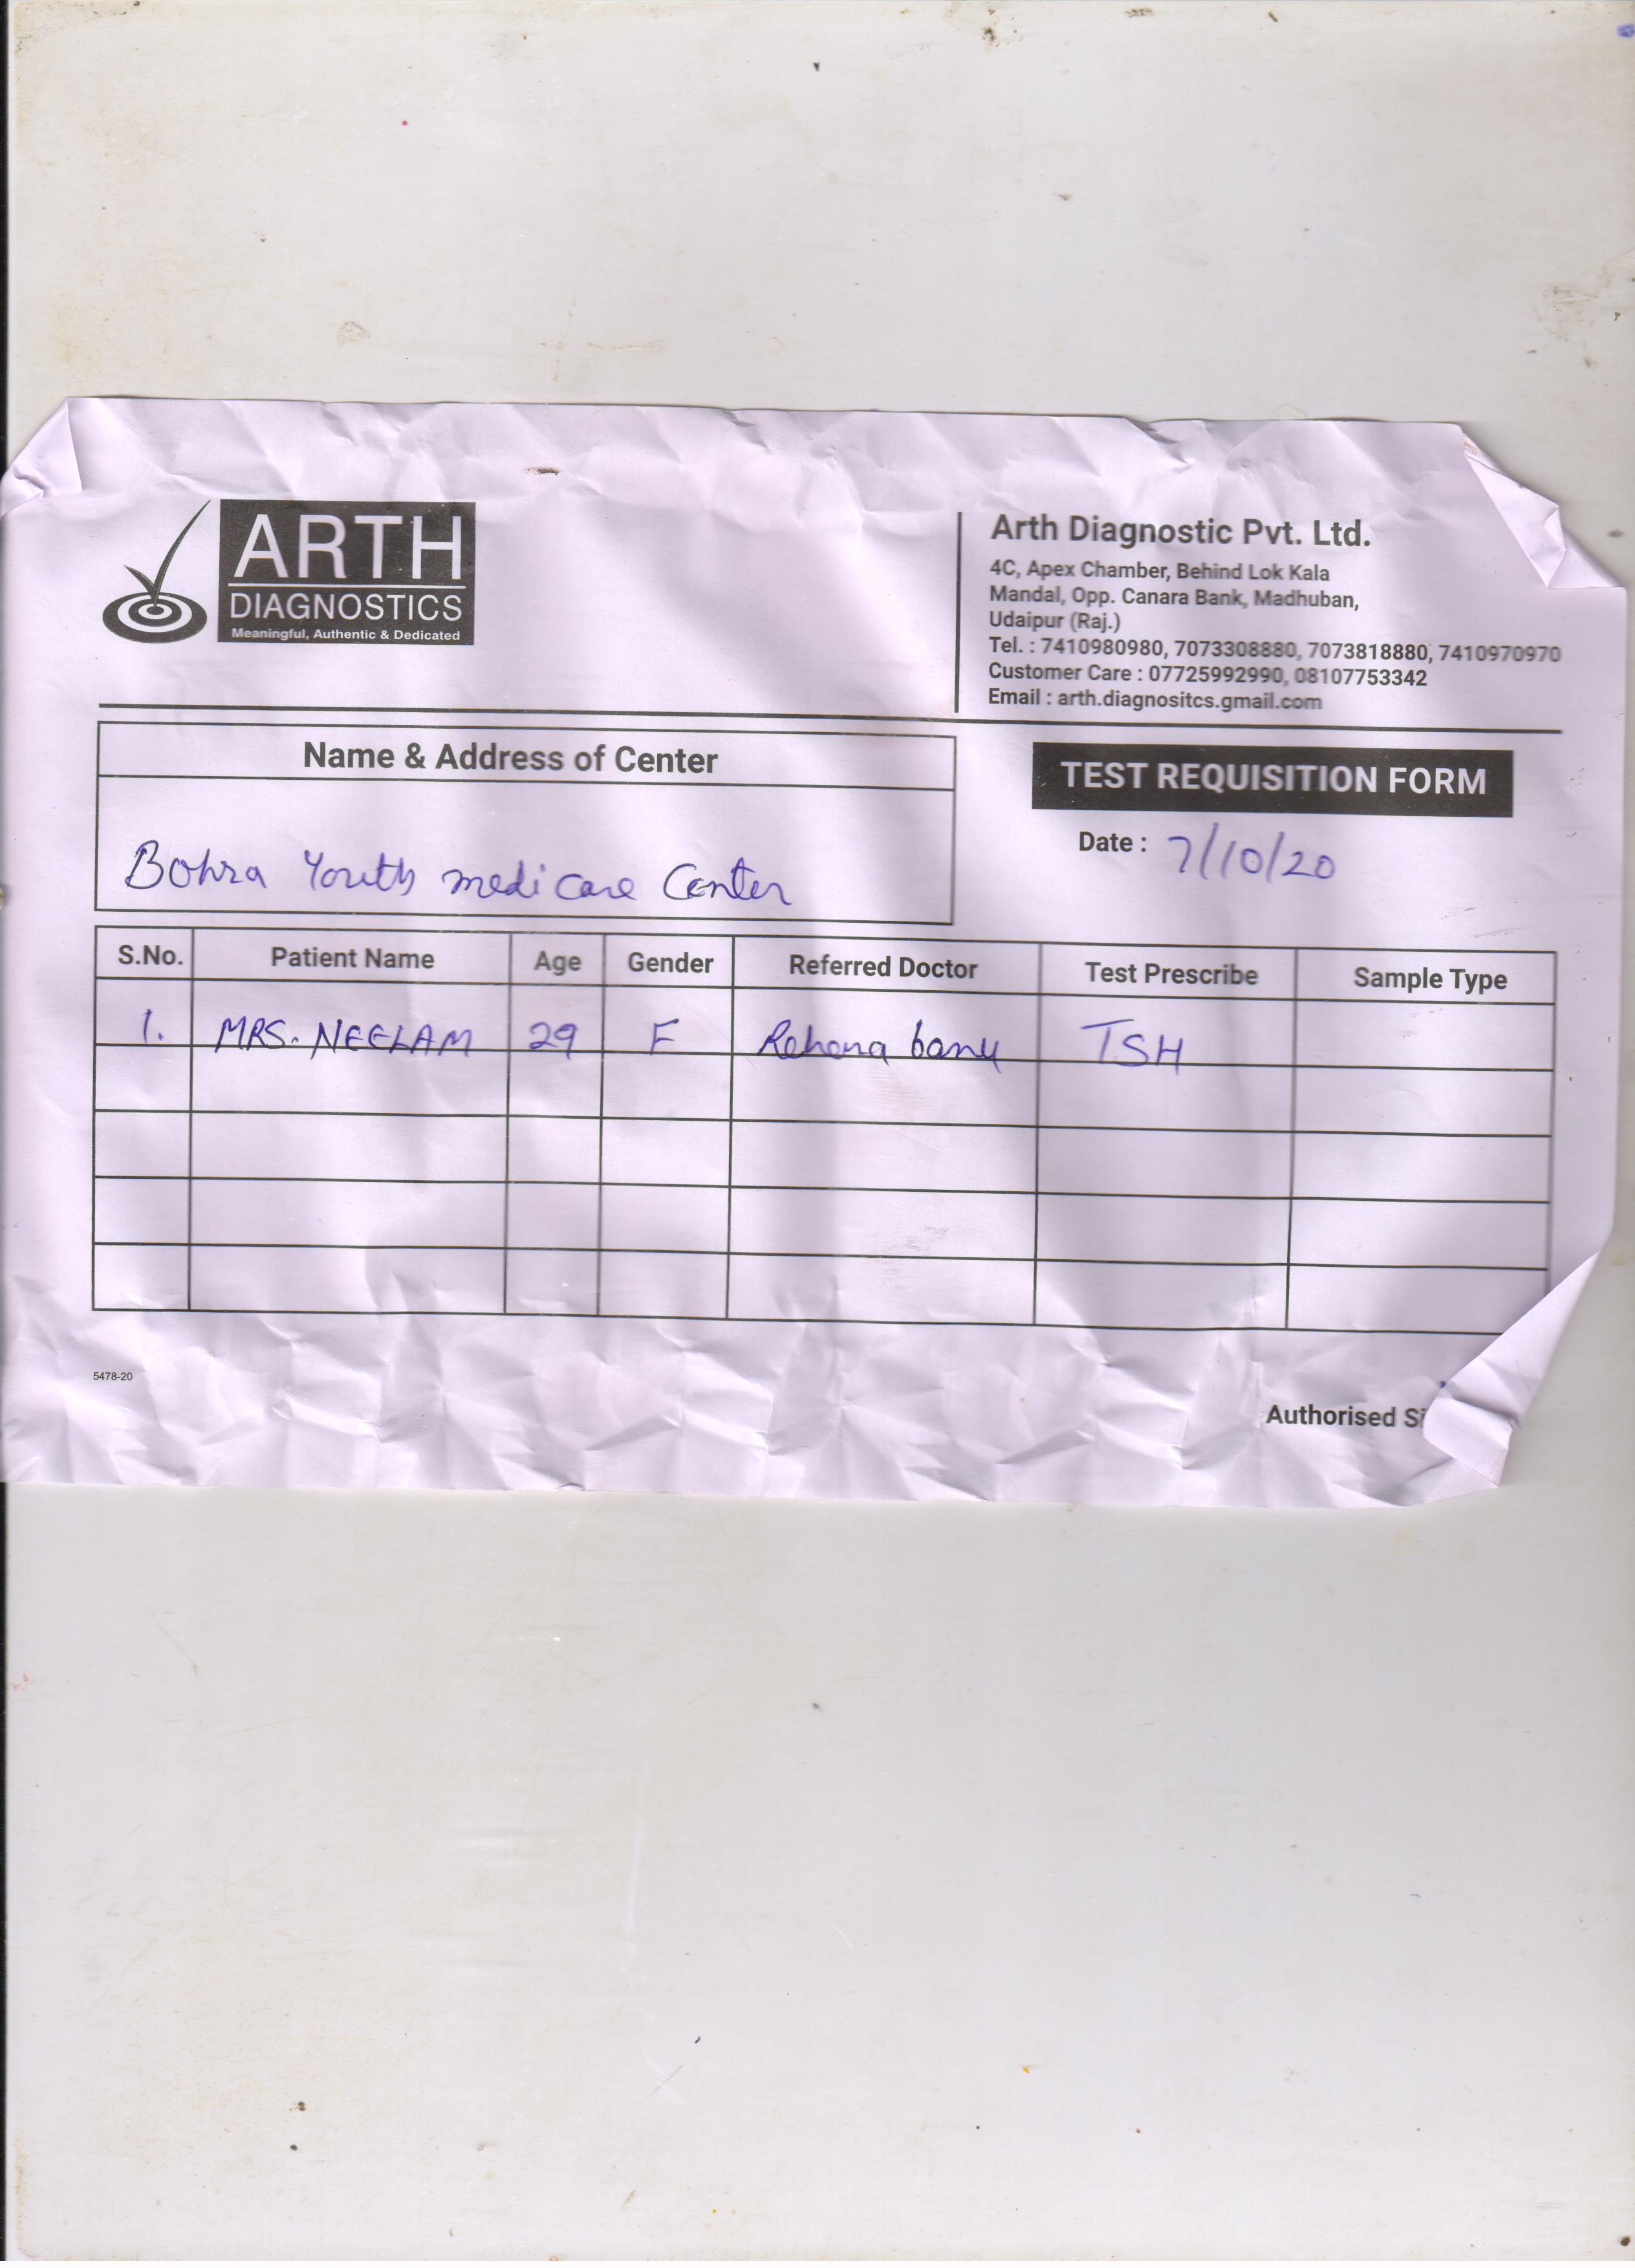 ARTH
DIAGNOSTICS
Meaningful, Authentic & Dedicated
Arth Diagnostic Pvt. Ltd.
4C, Apex Chamber, Behind Lok Kala
Mandal, Opp. Canara Bank, Madhuban,
Udaipur (Raj.)
Tel. : 7410980980, 7073308880, 7073818880, 7410970970
Customer Care : 07725992990, 08107753342
Email : arth.diagnositcs.gmail.com
Name & Address of Center
Bohra Youth medicare Center
TEST REQUISITION FORM
Date : 7/10/20
S.No. Patient Name Age Gender Referred Doctor Test Prescribe Sample Type
1. MRS. NEELAM 29 F Rehana banu TSH
5478-20
Authorised Si